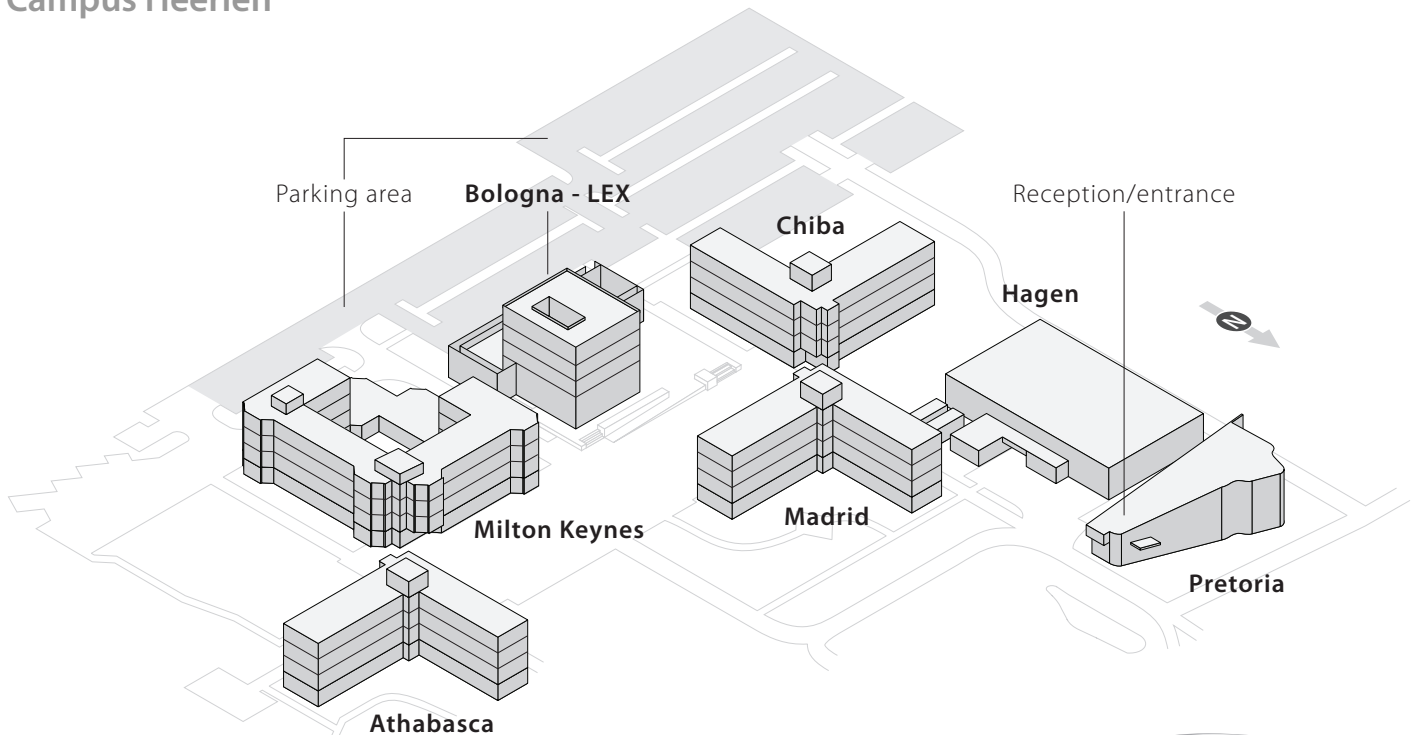 Campus Heerlen
Parking area
Bologna - LEX
Reception/entrance
Chiba
Hagen
N
Milton Keynes
Madrid
Pretoria
Athabasca